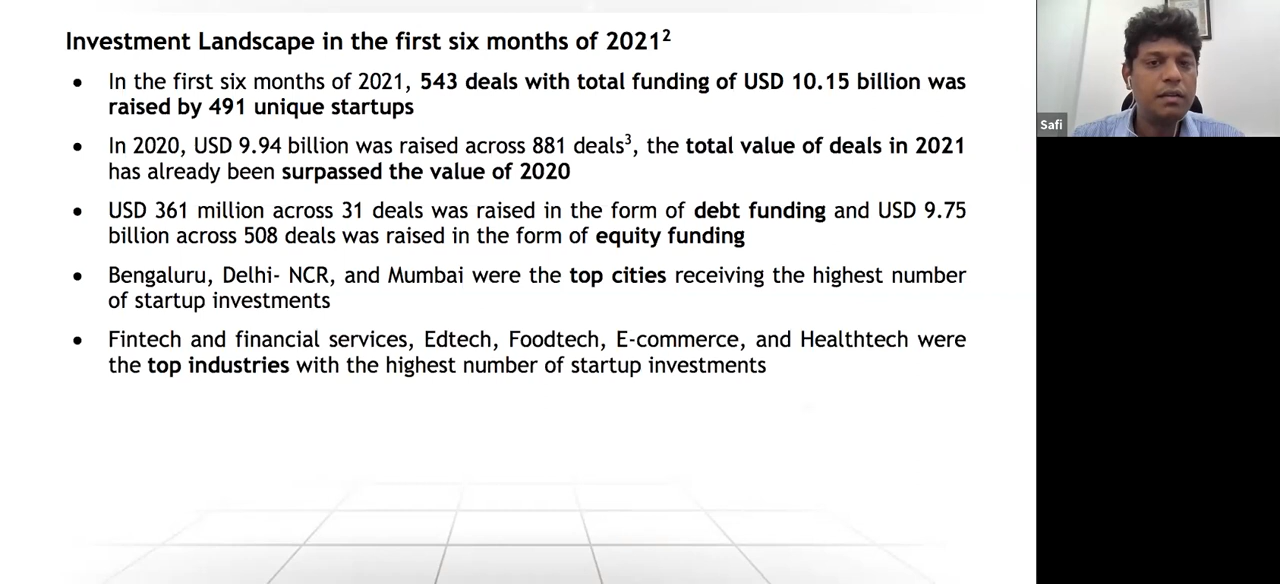 Investment Landscape in the first six months of 2021²
• In the first six months of 2021, 543 deals with total funding of USD 10.15 billion was
raised by 491 unique startups
• In 2020, USD 9.94 billion was raised across 881 deals³, the total value of deals in 2021
has already been surpassed the value of 2020
• USD 361 million across 31 deals was raised in the form of debt funding and USD 9.75
billion across 508 deals was raised in the form of equity funding
• Bengaluru, Delhi- NCR, and Mumbai were the top cities receiving the highest number
of startup investments
• Fintech and financial services, Edtech, Foodtech, E-commerce, and Healthtech were
the top industries with the highest number of startup investments
Safi